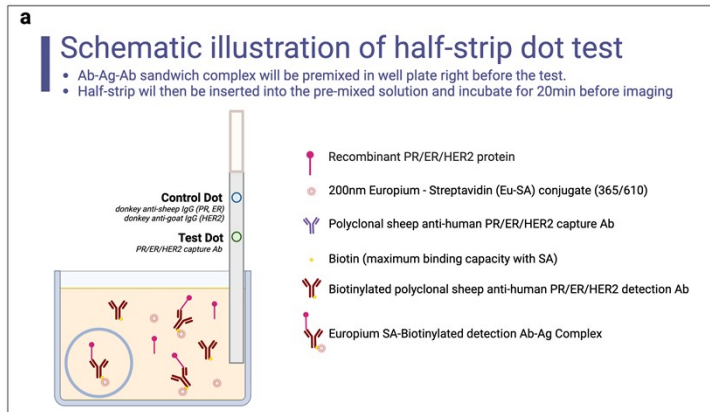 a
Schematic illustration of half-strip dot test
• Ab-Ag-Ab sandwich complex will be premixed in well plate right before the test.
• Half-strip wil then be inserted into the pre-mixed solution and incubate for 20min before imaging
Control Dot
donkey anti-sheep IgG (PR, ER)
donkey anti-goat IgG (HER2)
Test Dot
PR/ER/HER2 capture Ab
Recombinant PR/ER/HER2 protein
200nm Europium - Streptavidin (Eu-SA) conjugate (365/610)
Polyclonal sheep anti-human PR/ER/HER2 capture Ab
Biotin (maximum binding capacity with SA)
Biotinylated polyclonal sheep anti-human PR/ER/HER2 detection Ab
Europium SA-Biotinylated detection Ab-Ag Complex